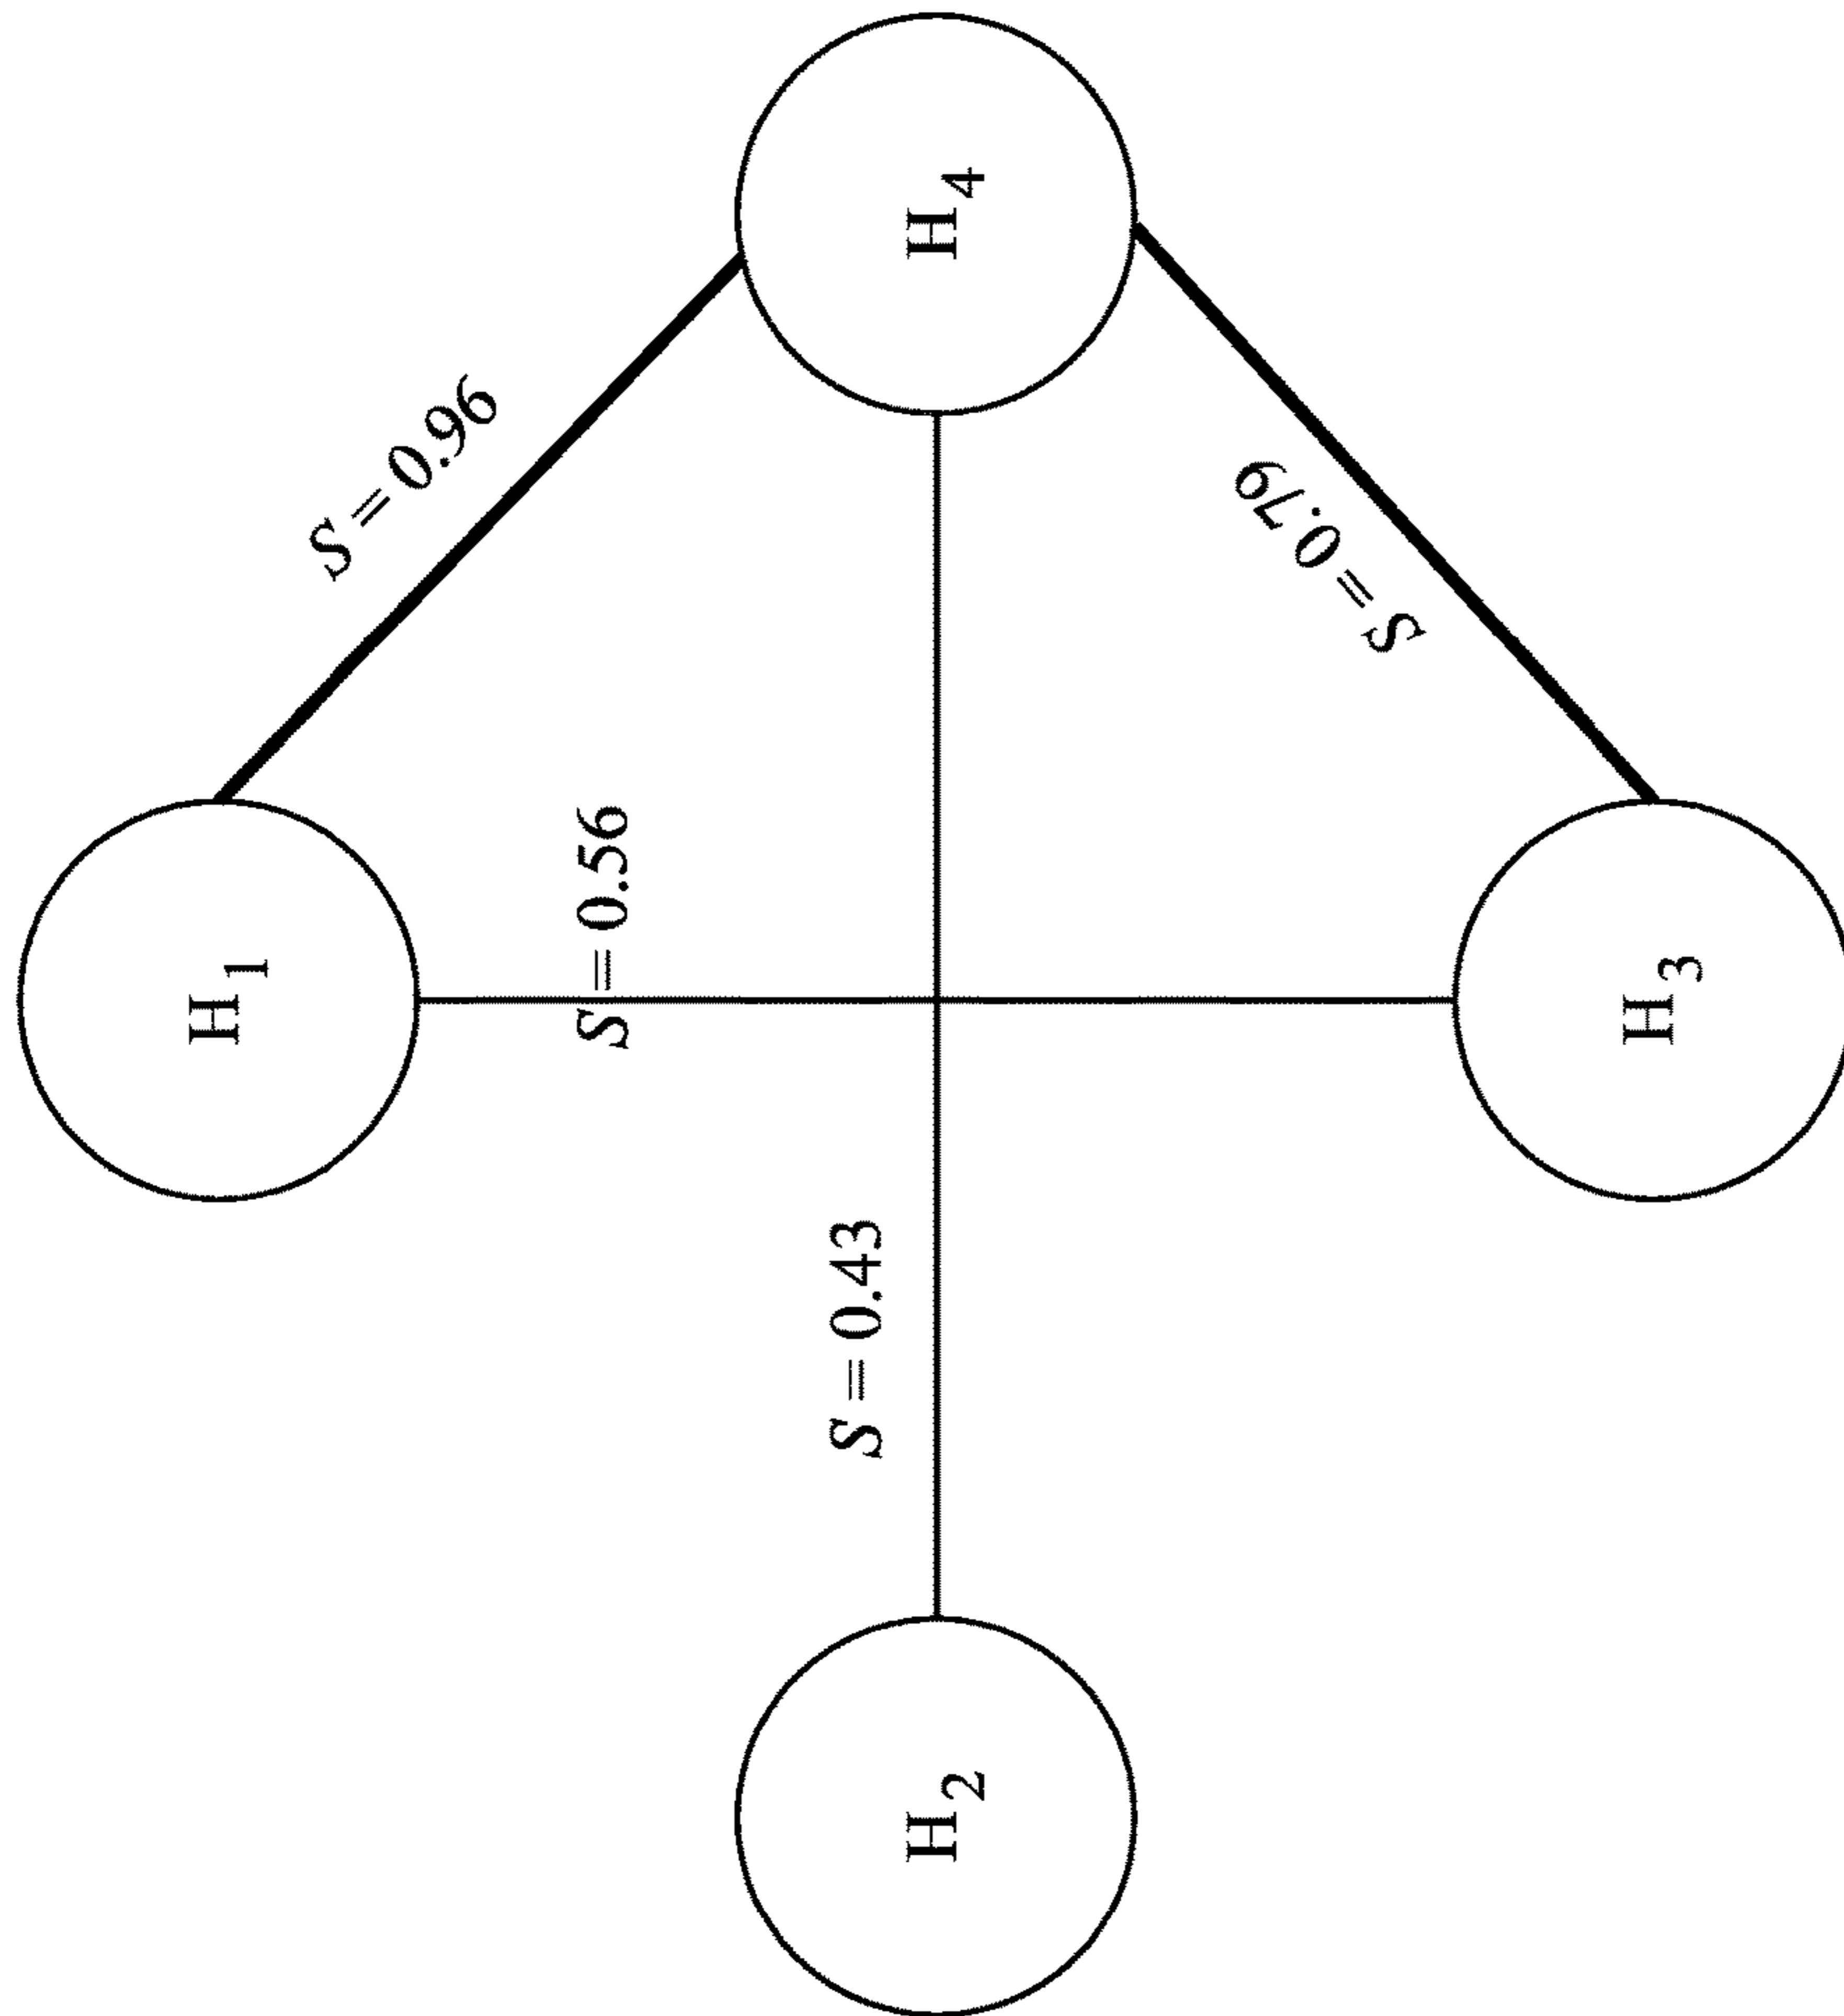 H1
S = 0.96
S = 0.56
H4
S = 0.79
S = 0.43
H3
H2